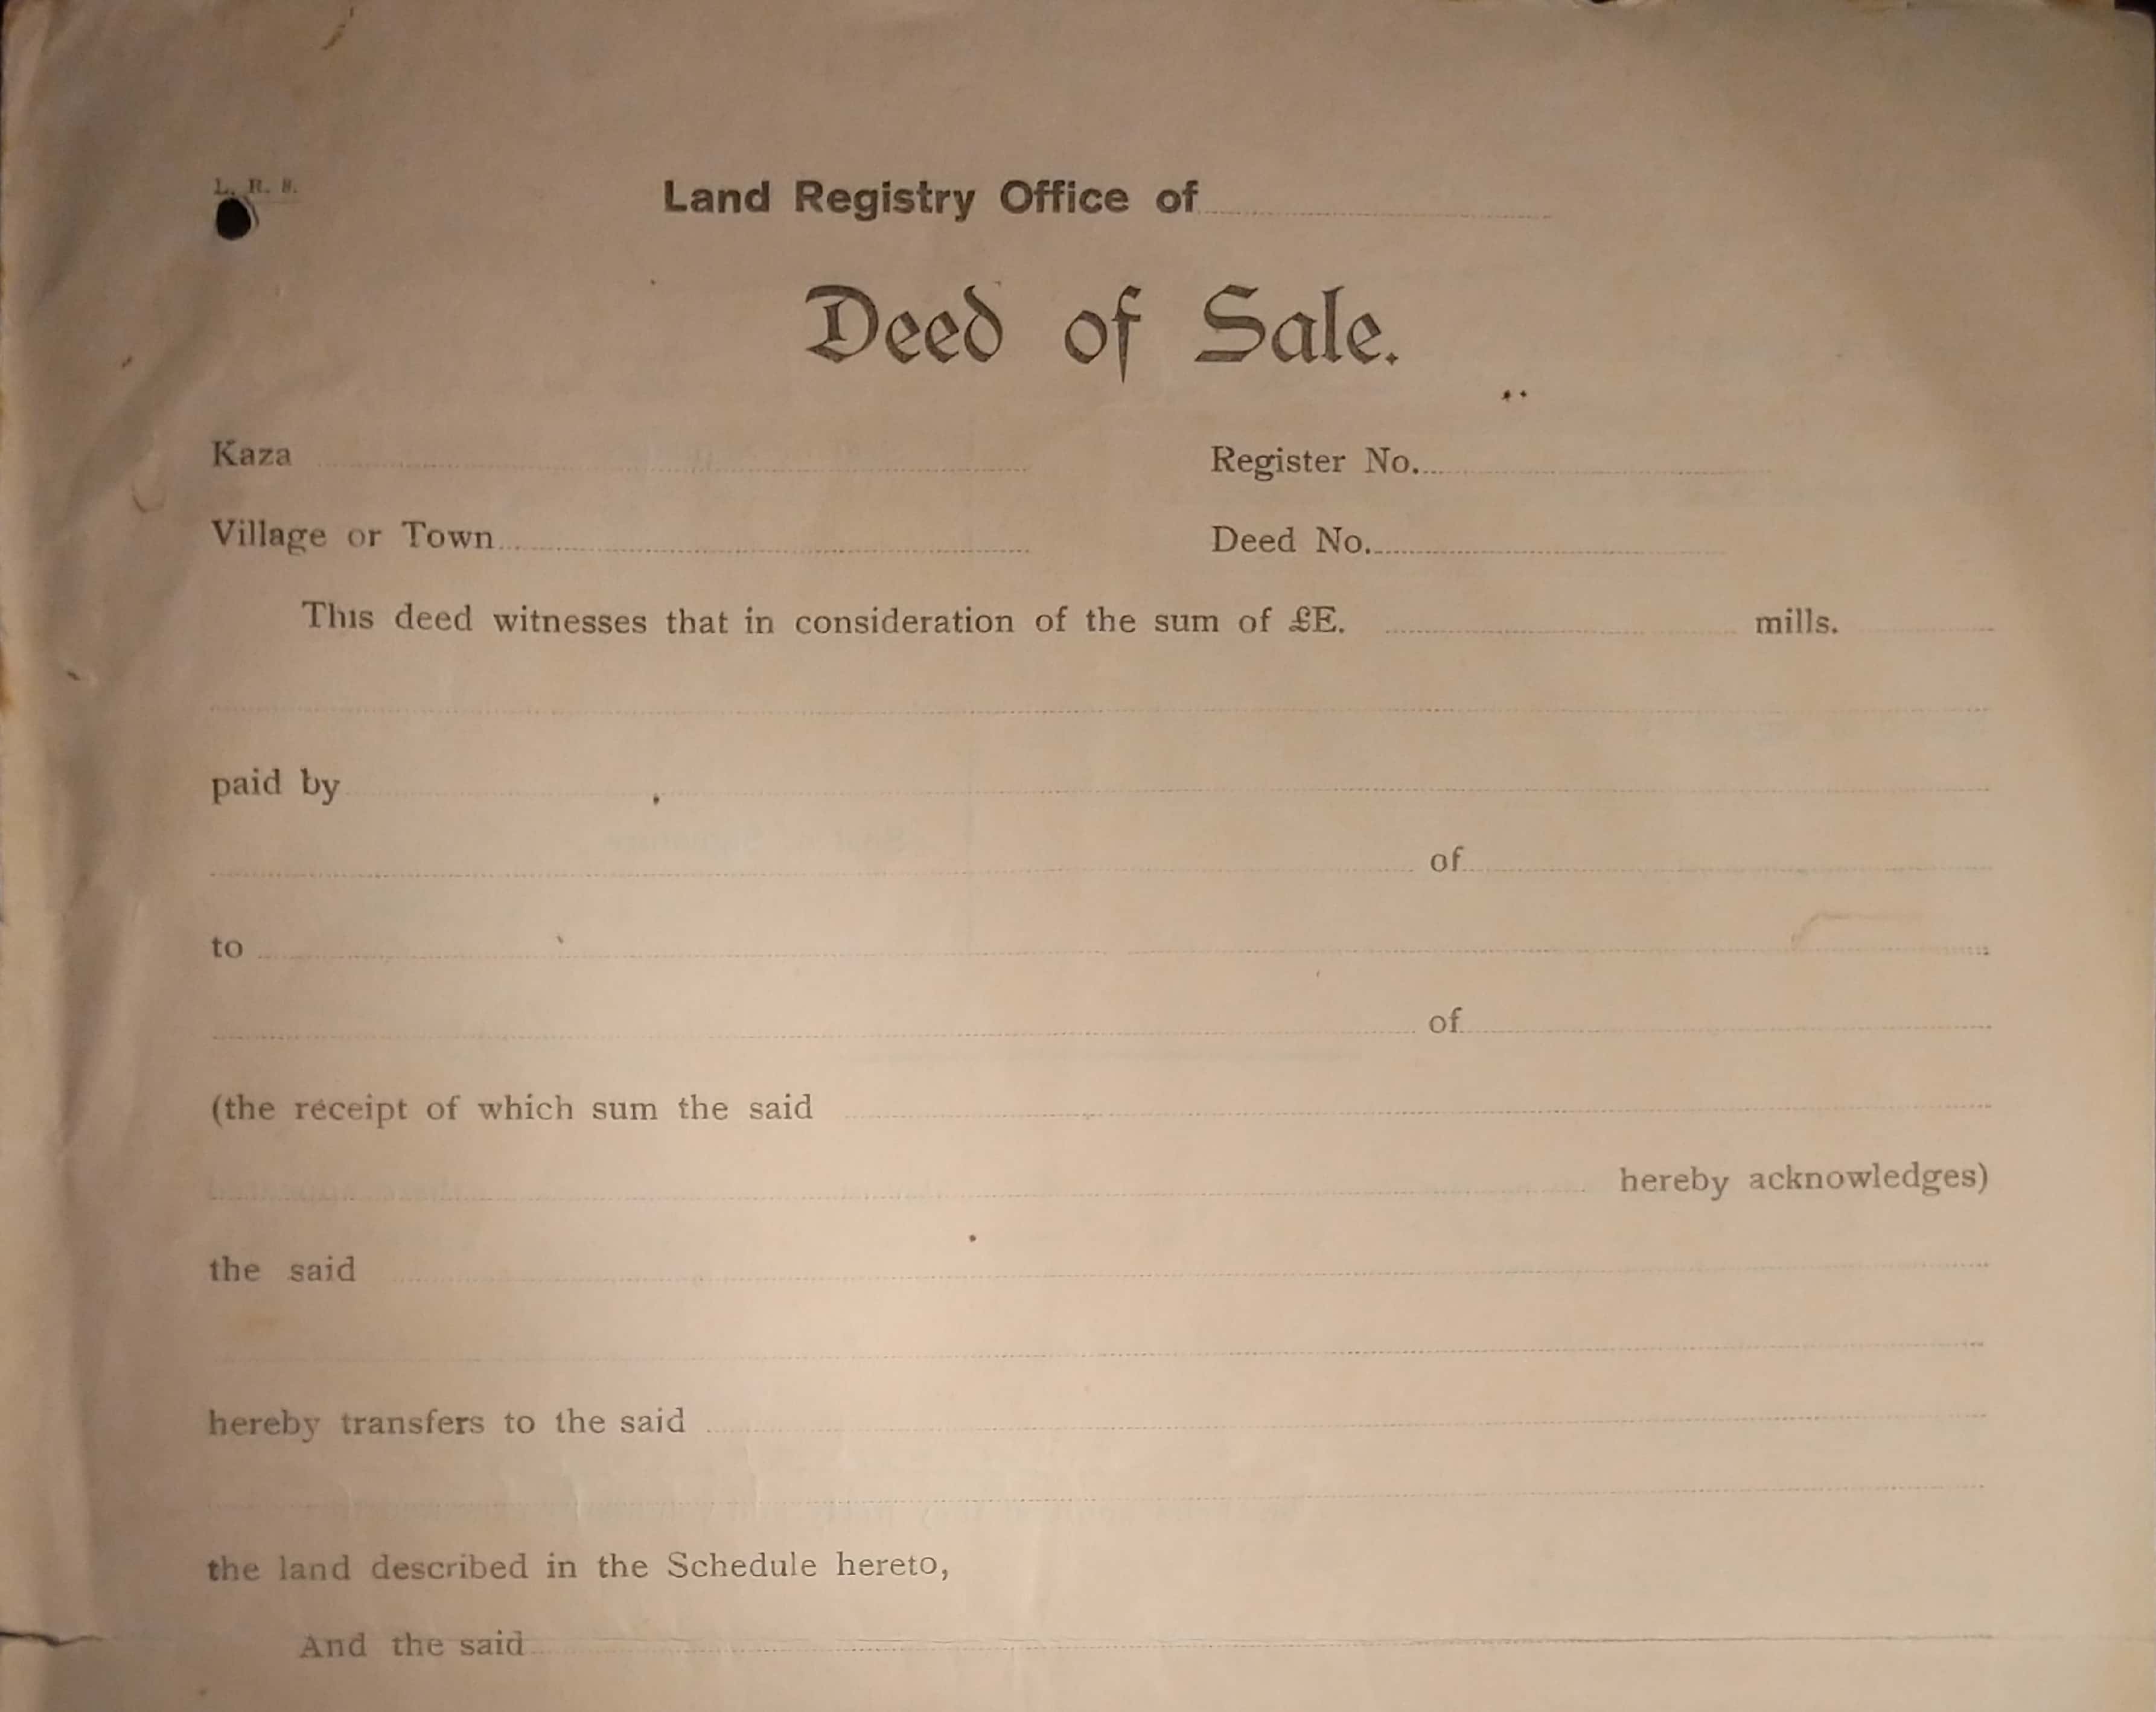 L. R. 8.
Land Registry Office of
Deed of Sale.
Kaza Register No.
Village or Town Deed No.
This deed witnesses that in consideration of the sum of £E. mills.
paid by
of
to
of
(the receipt of which sum the said
hereby acknowledges)
the said
hereby transfers to the said
the land described in the Schedule hereto,
And the said